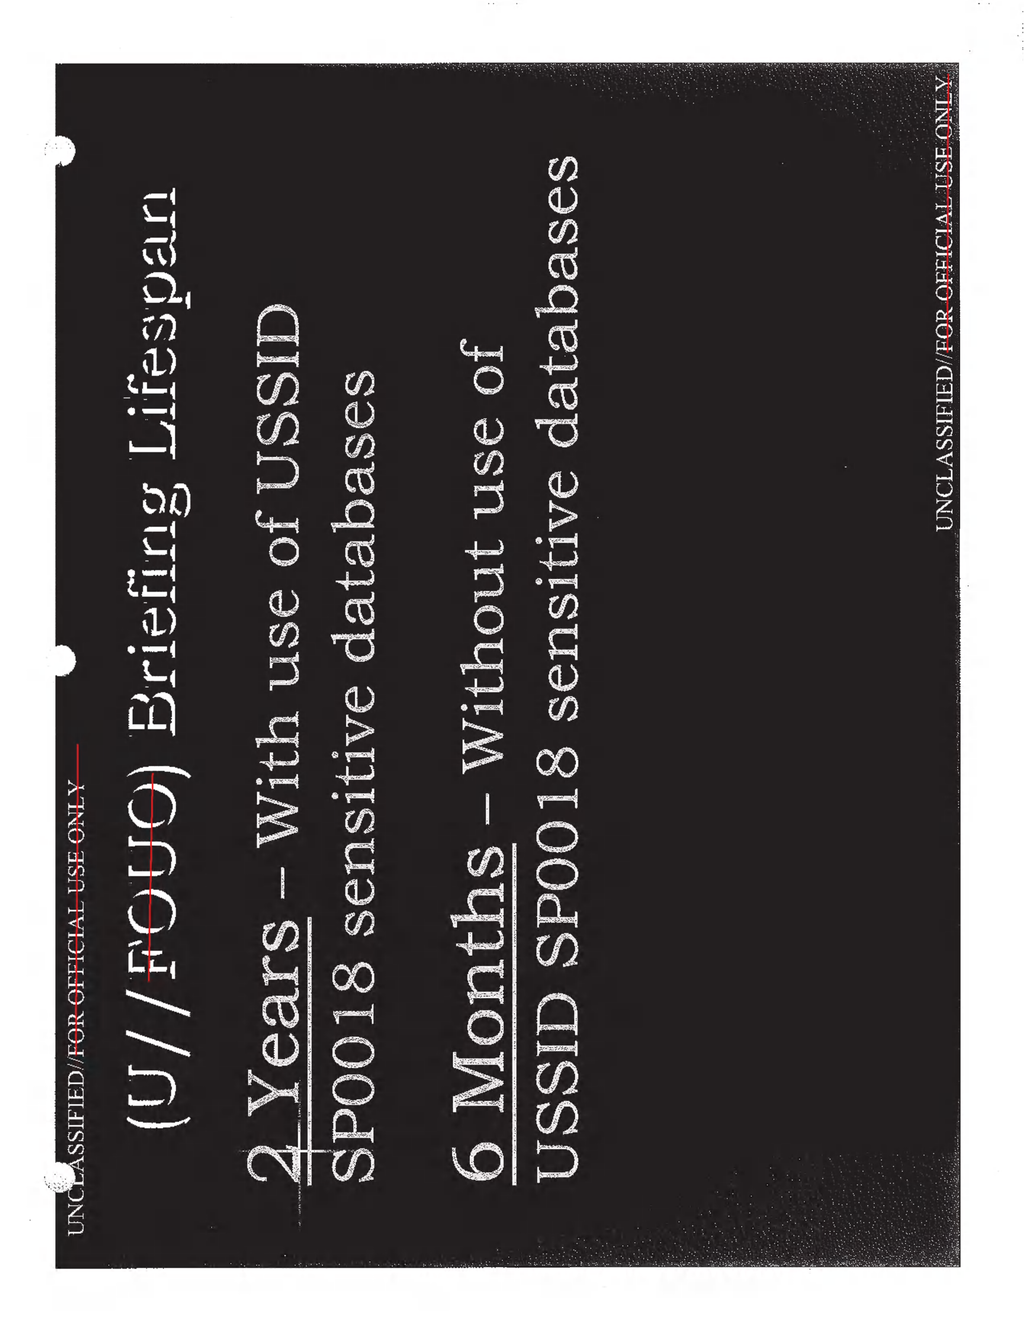 UNCLASSIFIED//FOR OFFICIAL USE ONLY
(U//FOUO) Briefing Lifespan
2 Years – With use of USSID
SP0018 sensitive databases
6 Months – Without use of
USSID SP0018 sensitive databases
UNCLASSIFIED//FOR OFFICIAL USE ONLY